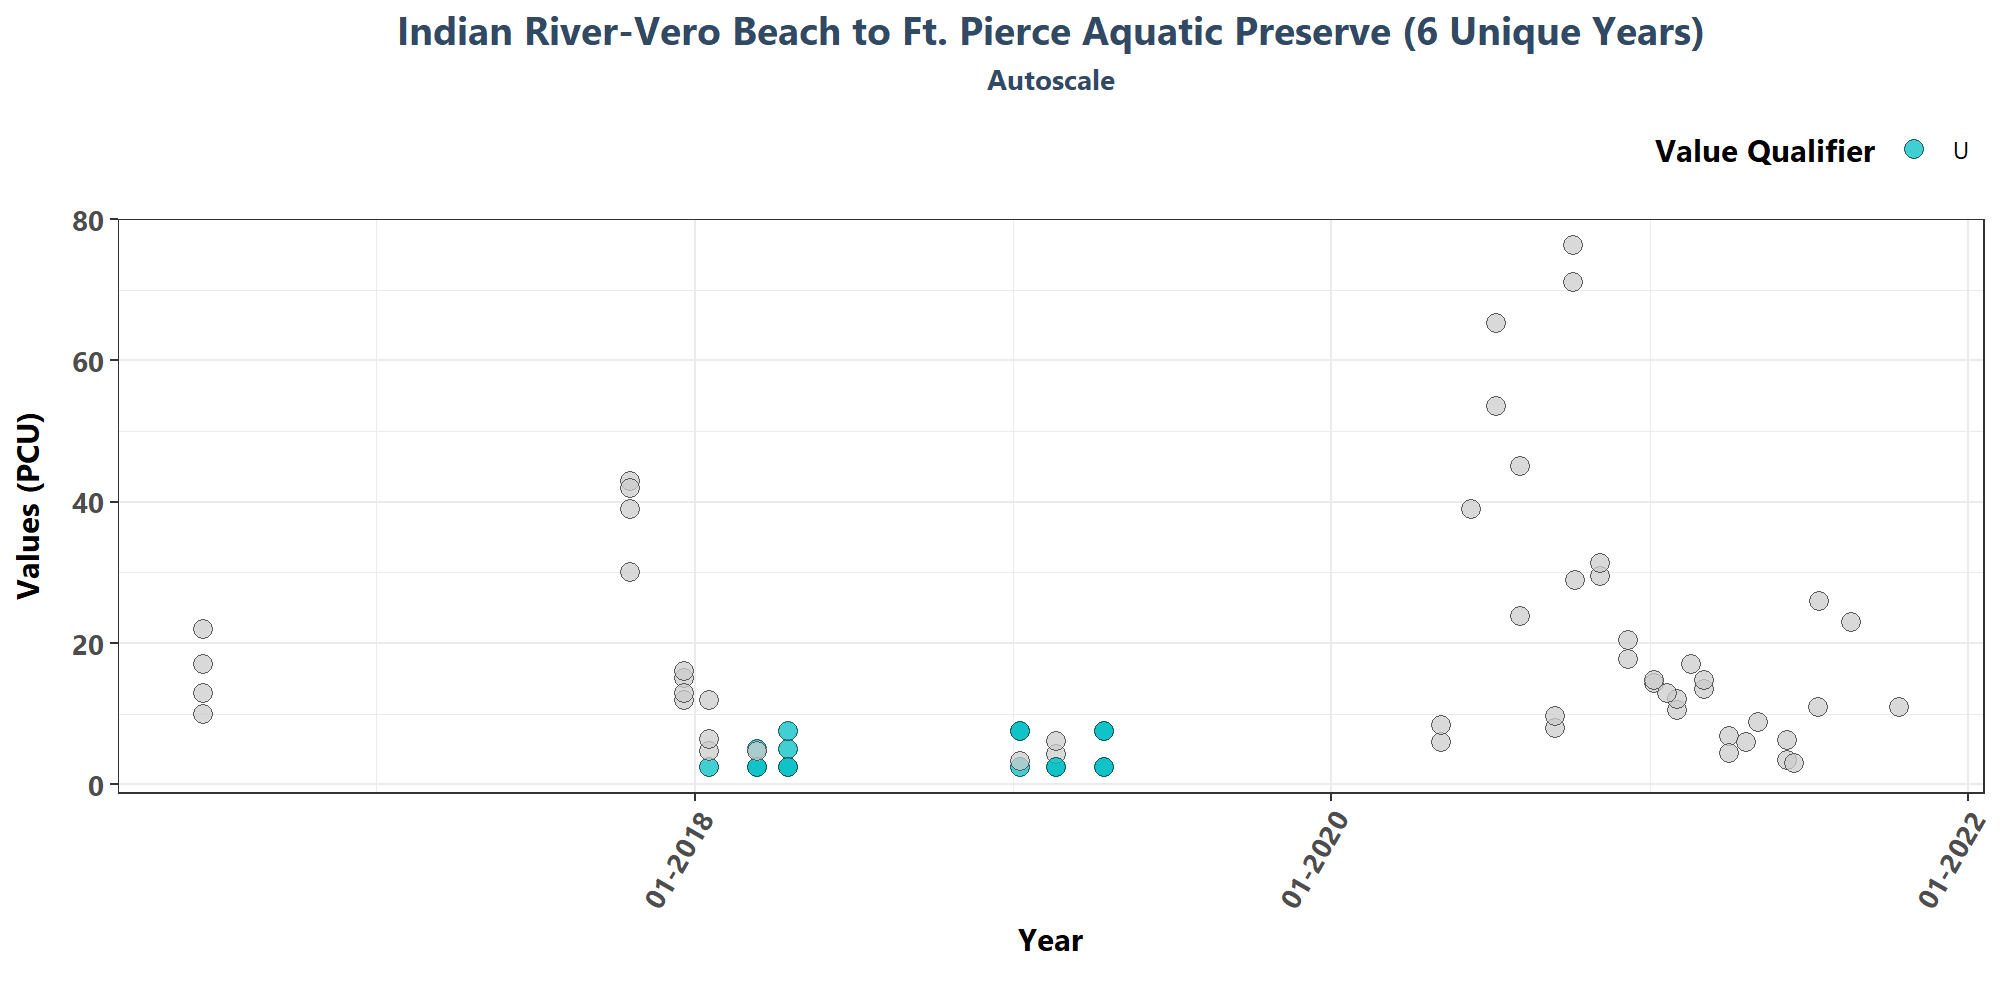 Indian River-Vero Beach to Ft. Pierce Aquatic Preserve (6 Unique Years)
Autoscale
Value Qualifier U
80
60
40
20
0
Values (PCU)
01-2018
01-2020
01-2022
Year